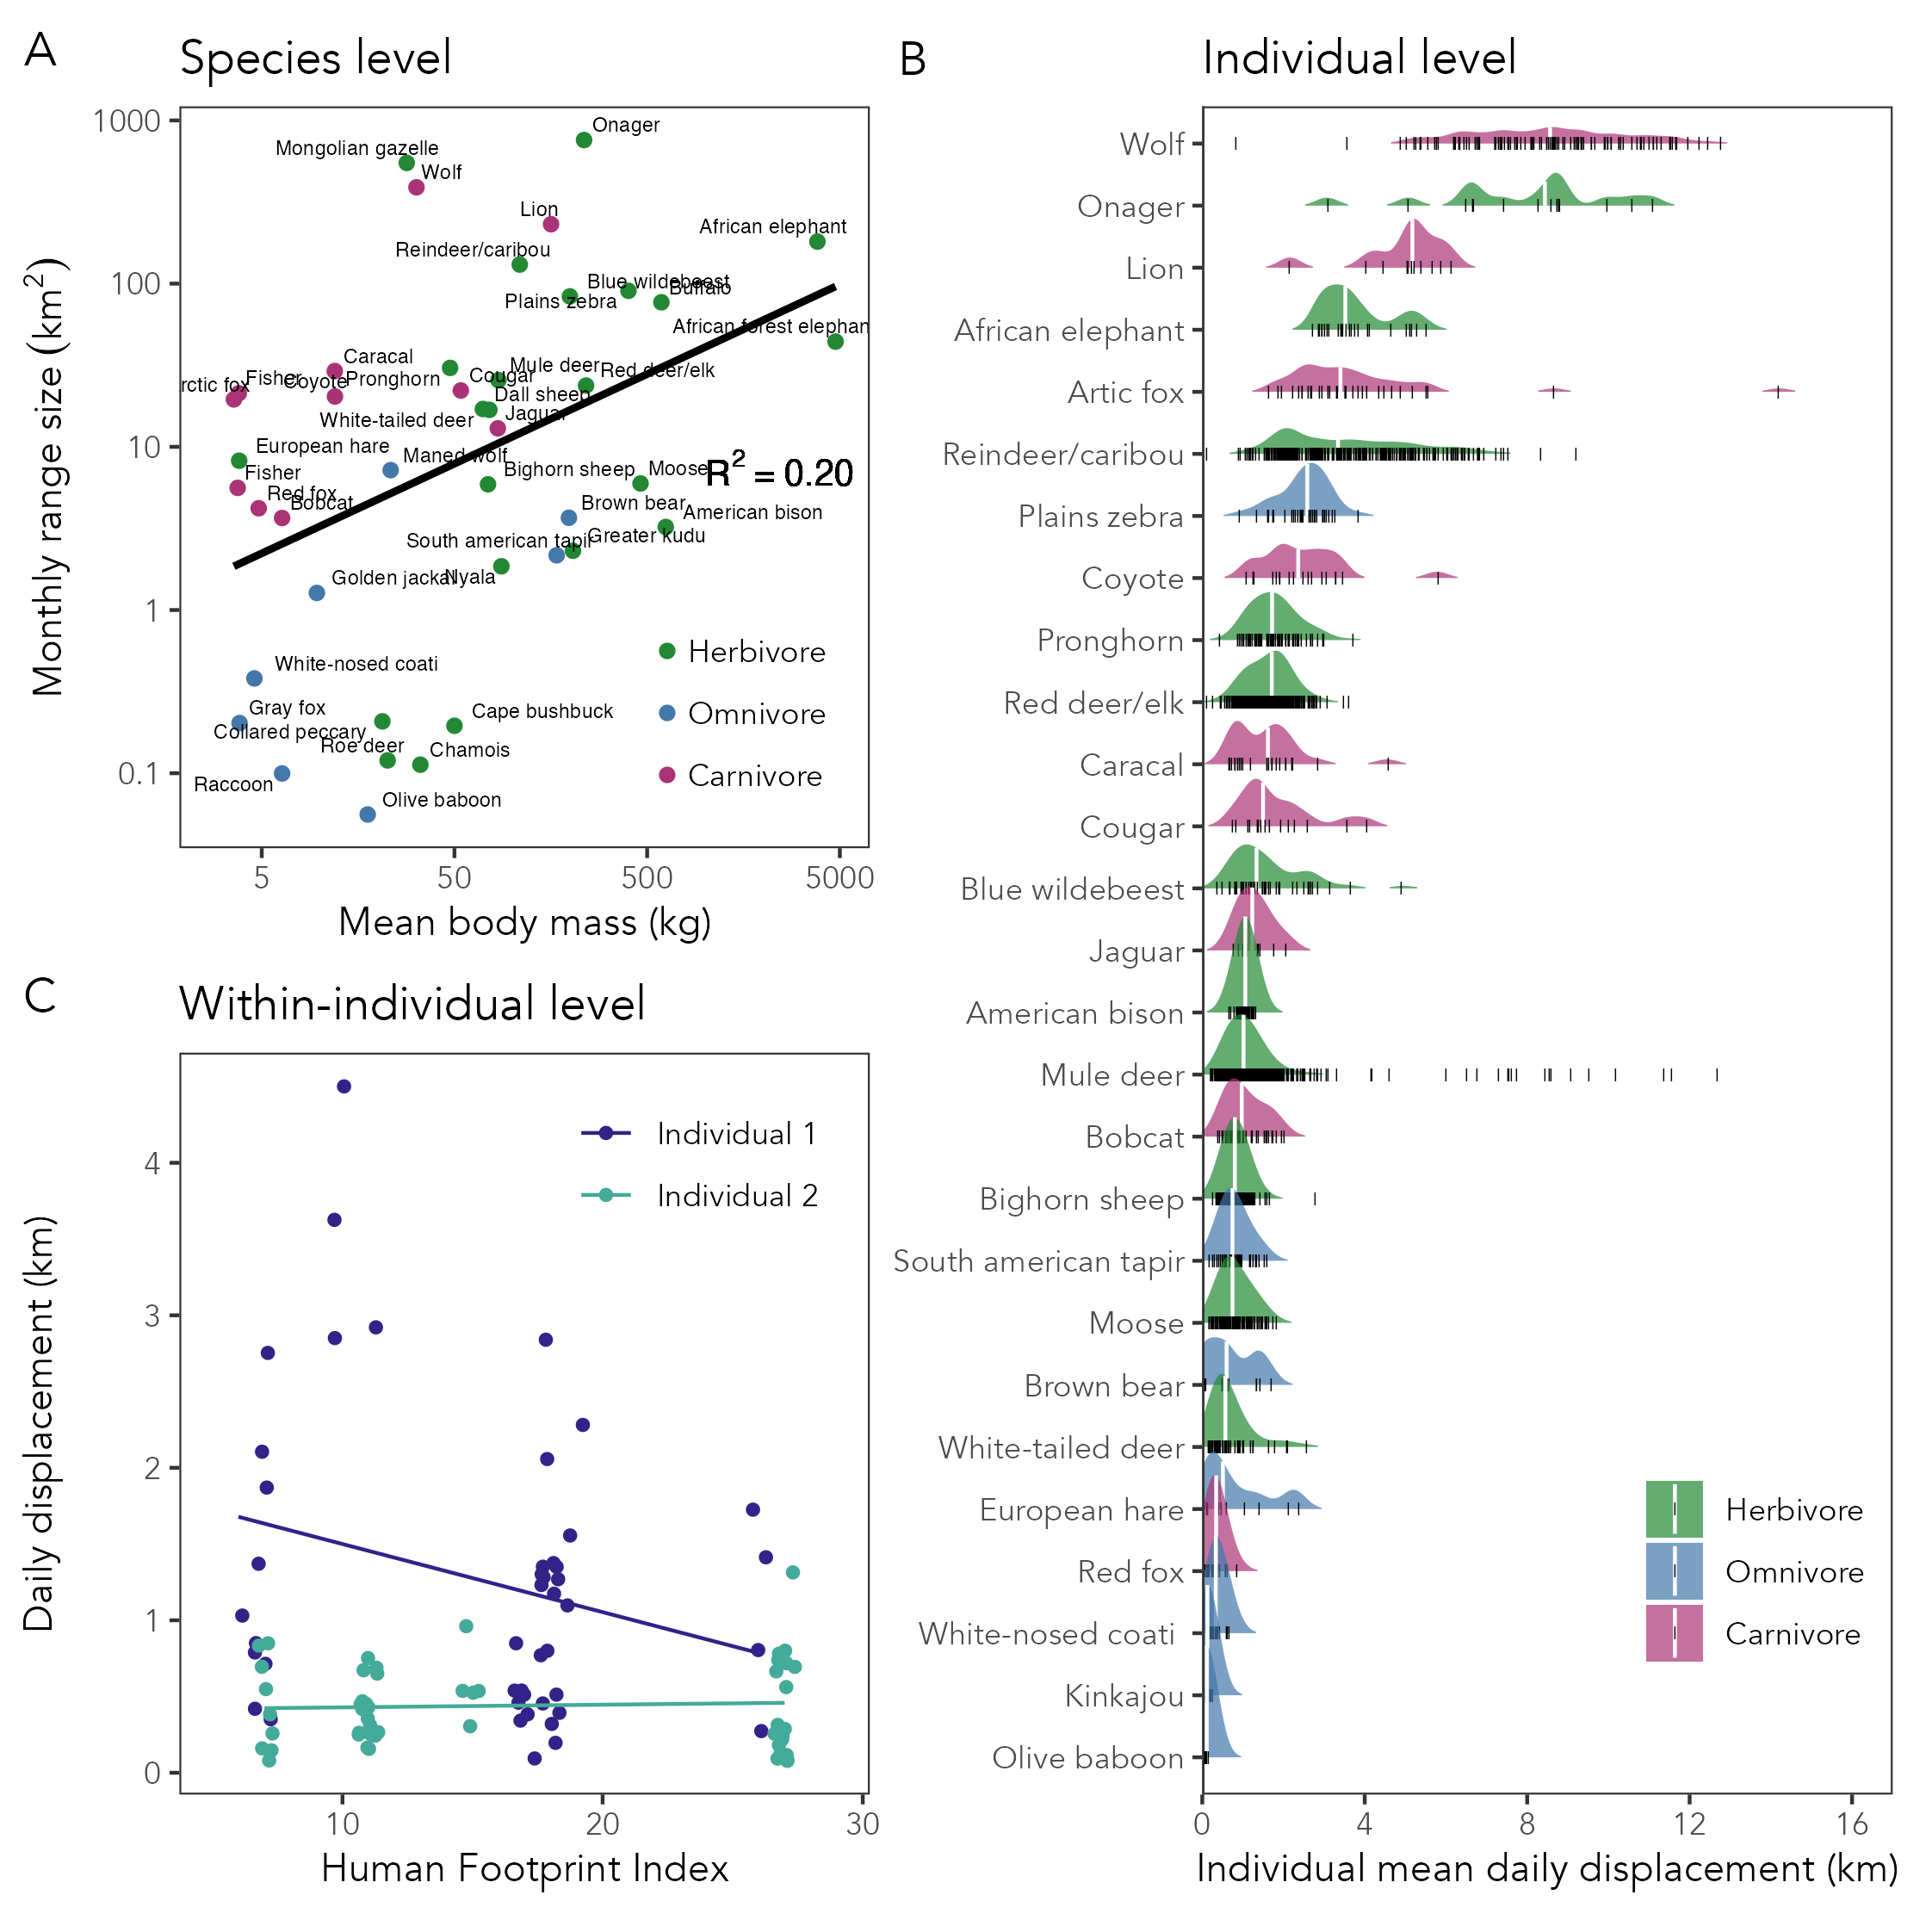 A
Species level
Monthly range size (km2)
1000
100
10
1
0.1
Onager
Mongolian gazelle
Wolf
Lion
African elephant
Reindeer/caribou
Blue wildebeest
Buffalo
Plains zebra
African forest elephan
Caracal
Mule deer
Red deer/elk
rctic fox
Fisher
Coyote
Pronghorn
Cougar
Dall sheep
White-tailed deer
Jaguar
European hare
Maned wolf
Fisher
Bighorn sheep
Moose
R2 = 0.20
Red fox
Bobcat
Brown bear
American bison
South american tapir
Greater kudu
Golden jackal
Nyala
White-nosed coati
Gray fox
Cape bushbuck
Collared peccary
Roe deer
Chamois
Raccoon
Olive baboon
Herbivore
Omnivore
Carnivore
5
50
500
5000
Mean body mass (kg)
B
Individual level
Wolf
Onager
Lion
African elephant
Artic fox
Reindeer/caribou
Plains zebra
Coyote
Pronghorn
Red deer/elk
Caracal
Cougar
Blue wildebeest
Jaguar
American bison
Mule deer
Bobcat
Bighorn sheep
South american tapir
Moose
Brown bear
White-tailed deer
European hare
Red fox
White-nosed coati
Kinkajou
Olive baboon
Herbivore
Omnivore
Carnivore
0
4
8
12
16
Individual mean daily displacement (km)
C
Within-individual level
Daily displacement (km)
4
3
2
1
0
Individual 1
Individual 2
10
20
30
Human Footprint Index